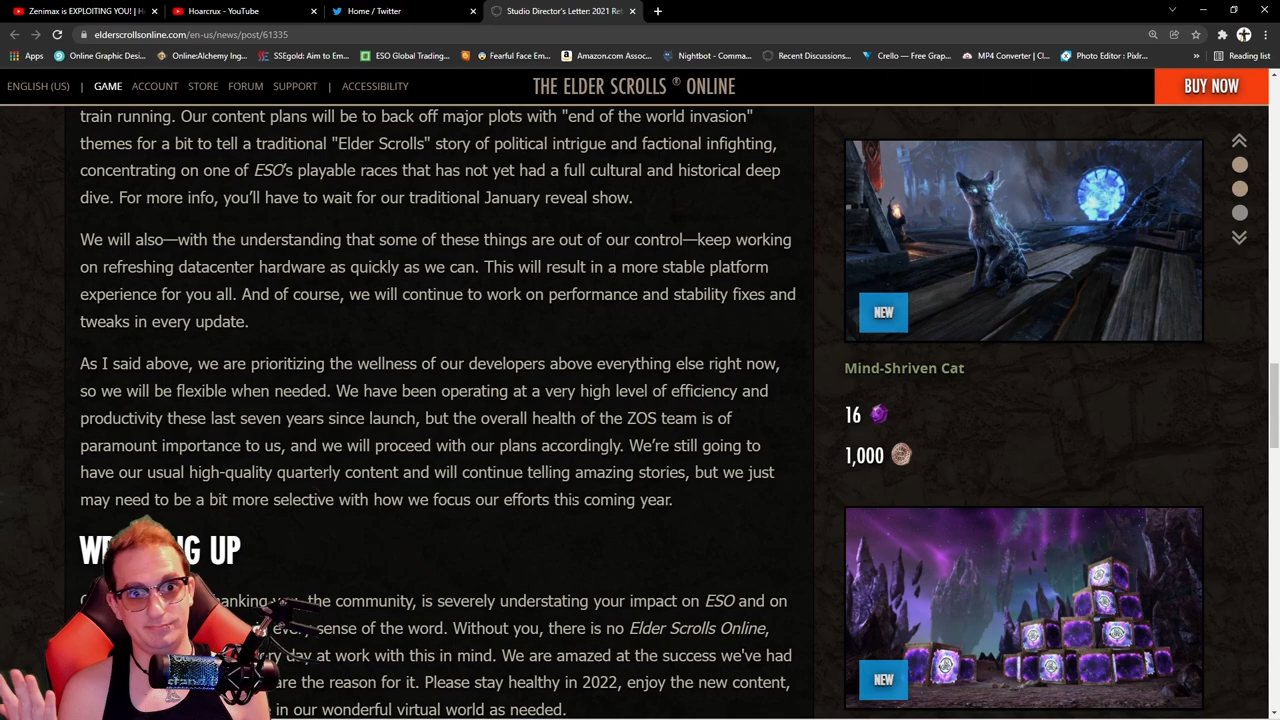 Zenimax is EXPLOITING YOU! | H
Hoarcrux - YouTube
Home / Twitter
Studio Director's Letter: 2021 Ret
elderscrollsonline.com/en-us/news/post/61335
Apps
Online Graphic Desi...
OnlineAlchemy Ing...
SSEgold: Aim to Em...
ESO Global Trading...
Fearful Face Em...
Amazon.com Assoc...
Nightbot - Comma...
Recent Discussions...
Crello — Free Grap...
MP4 Converter | Cl...
Photo Editor : Pixlr...
»
Reading list
ENGLISH (US)
GAME
ACCOUNT
STORE
FORUM
SUPPORT
ACCESSIBILITY
THE ELDER SCROLLS ® ONLINE
BUY NOW
train running. Our content plans will be to back off major plots with "end of the world invasion"
themes for a bit to tell a traditional "Elder Scrolls" story of political intrigue and factional infighting,
concentrating on one of ESO's playable races that has not yet had a full cultural and historical deep
dive. For more info, you'll have to wait for our traditional January reveal show.
We will also—with the understanding that some of these things are out of our control—keep working
on refreshing datacenter hardware as quickly as we can. This will result in a more stable platform
experience for you all. And of course, we will continue to work on performance and stability fixes and
tweaks in every update.
As I said above, we are prioritizing the wellness of our developers above everything else right now,
so we will be flexible when needed. We have been operating at a very high level of efficiency and
productivity these last seven years since launch, but the overall health of the ZOS team is of
paramount importance to us, and we will proceed with our plans accordingly. We're still going to
have our usual high-quality quarterly content and will continue telling amazing stories, but we just
may need to be a bit more selective with how we focus our efforts this coming year.
NEW
Mind-Shriven Cat
16
1,000
NEW
UP
the community, is severely understating your impact on ESO and on
sense of the word. Without you, there is no Elder Scrolls Online,
day at work with this in mind. We are amazed at the success we've had
are the reason for it. Please stay healthy in 2022, enjoy the new content,
in our wonderful virtual world as needed.